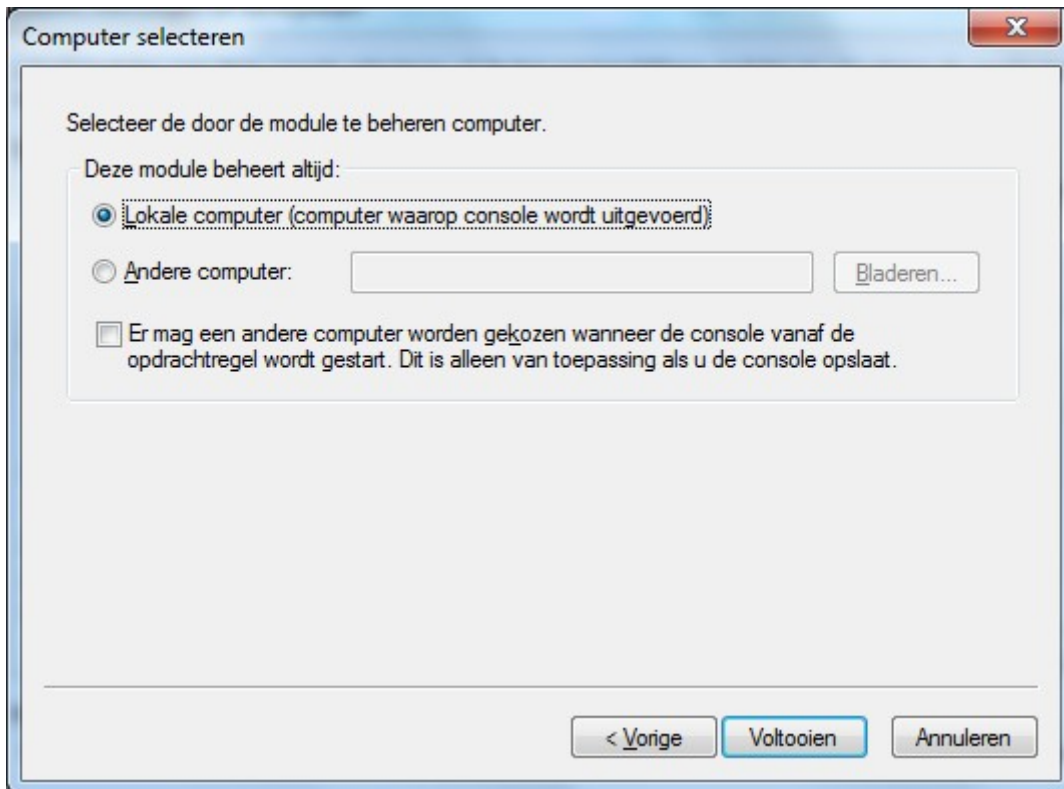 Computer selecteren
Selecteer de door de module te beheren computer.
Deze module beheert altijd:
Lokale computer (computer waarop console wordt uitgevoerd)
Andere computer:
Bladeren...
Er mag een andere computer worden gekozen wanneer de console vanaf de
opdrachtregel wordt gestart. Dit is alleen van toepassing als u de console opslaat.
< Vorige
Voltooien
Annuleren